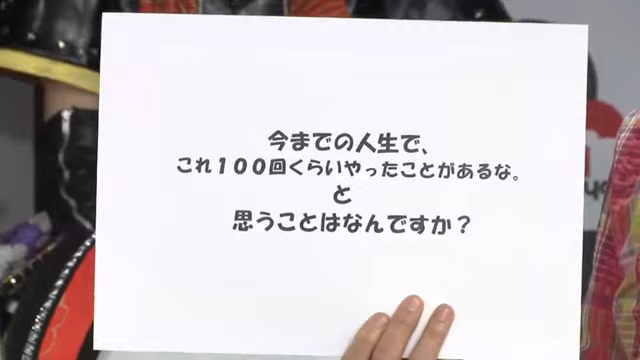 今までの人生で、
これ１００回くらいやったことがあるな。
と
思うことはなんですか？